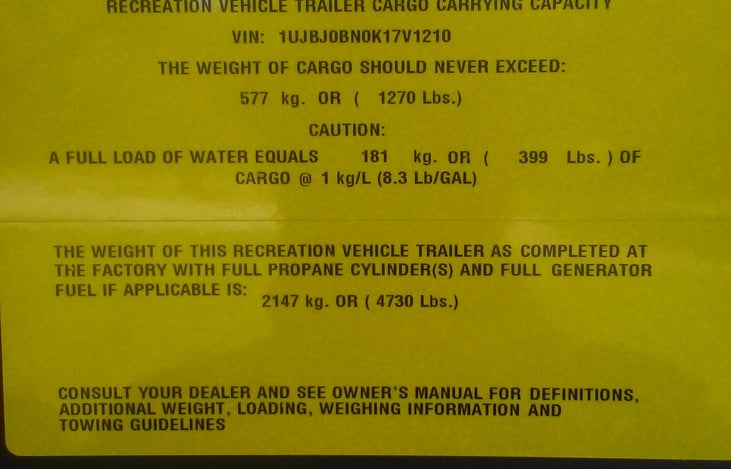 RECREATION VEHICLE TRAILER CARGO CARRYING CAPACITY
VIN: 1UJBJ0BN0K17V1210
THE WEIGHT OF CARGO SHOULD NEVER EXCEED:
577 kg. OR ( 1270 Lbs.)
CAUTION:
A FULL LOAD OF WATER EQUALS 181 kg. OR ( 399 Lbs. ) OF
CARGO @ 1 kg/L (8.3 Lb/GAL)
THE WEIGHT OF THIS RECREATION VEHICLE TRAILER AS COMPLETED AT
THE FACTORY WITH FULL PROPANE CYLINDER(S) AND FULL GENERATOR
FUEL IF APPLICABLE IS:
2147 kg. OR ( 4730 Lbs.)
CONSULT YOUR DEALER AND SEE OWNER'S MANUAL FOR DEFINITIONS,
ADDITIONAL WEIGHT, LOADING, WEIGHING INFORMATION AND
TOWING GUIDELINES